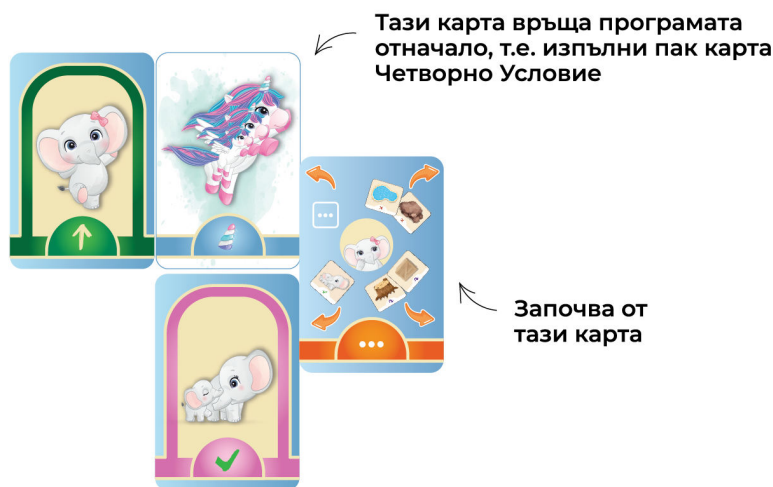 Тази карта връща програмата
отначало, т.е. изпълни пак карта
Четворно Условие
Започва от
тази карта